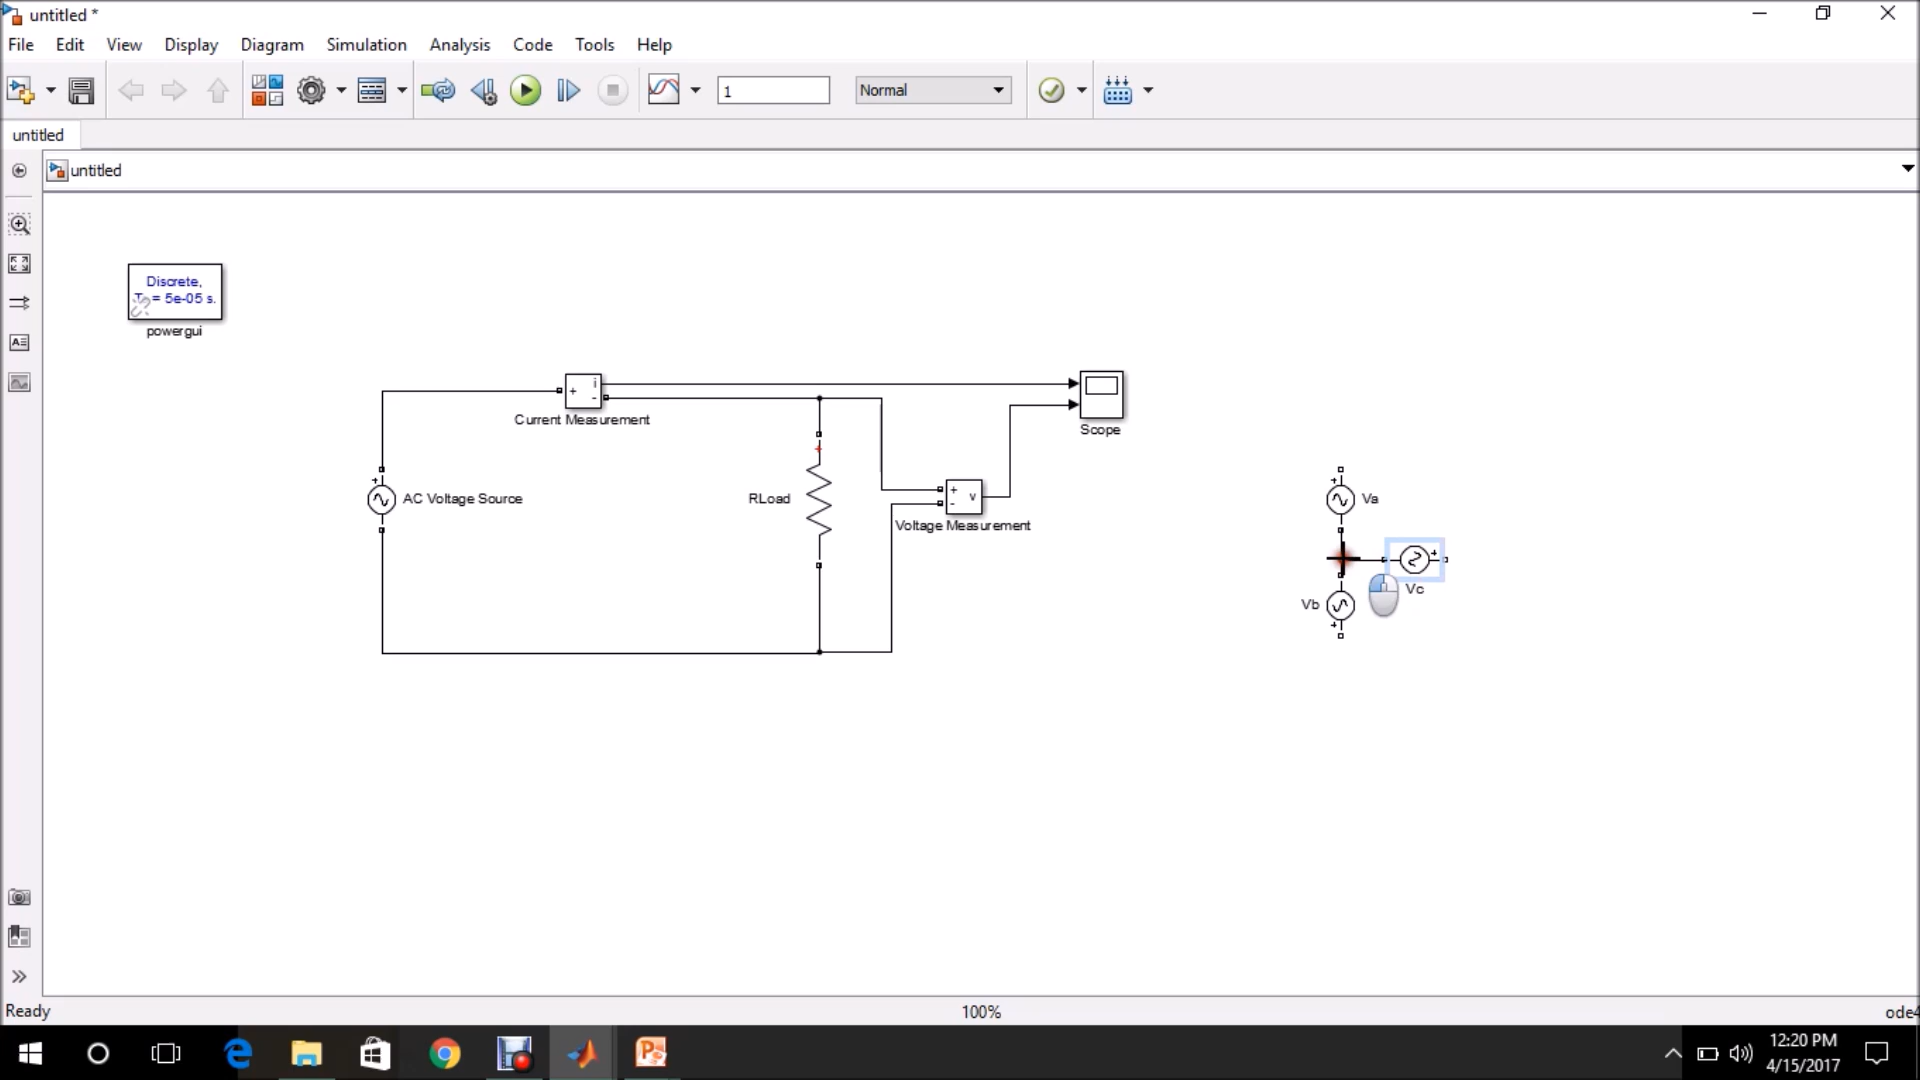 untitled *
File Edit View Display Diagram Simulation Analysis Code Tools Help
1 Normal
untitled
untitled
Discrete,
= 5e-05 s.
powergui
+ i
-
Current Measurement
Scope
+
AC Voltage Source
+
RLoad
+ v
-
Voltage Measurement
+
Va
+
Vc
Vb
+
Ready 100% ode4
12:20 PM
4/15/2017